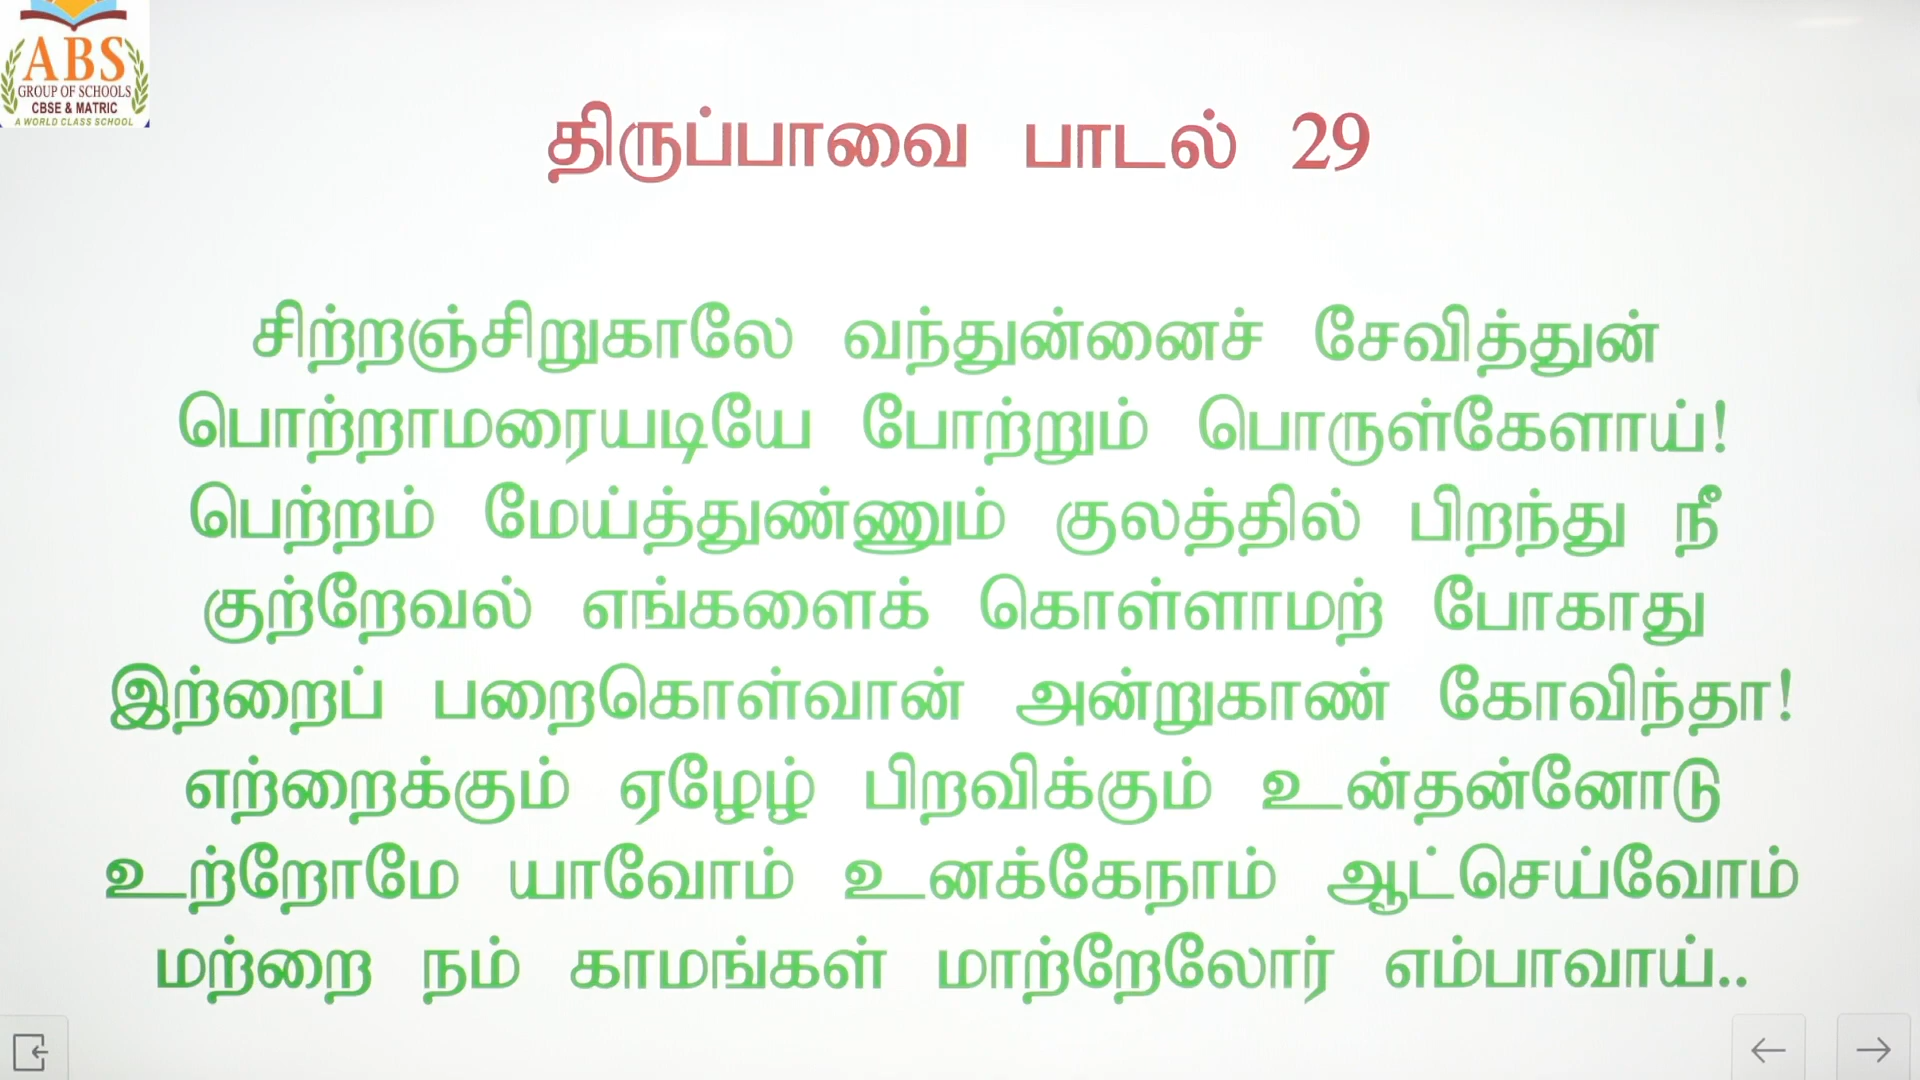 ABS
GROUP OF SCHOOLS
CBSE & MATRIC
A WORLD CLASS SCHOOL
திருப்பாவை பாடல் 29
சிற்றஞ்சிறுகாலே வந்துன்னைச் சேவித்துன்
பொற்றாமரையடியே போற்றும் பொருள்கேளாய்!
பெற்றம் மேய்த்துண்ணும் குலத்தில் பிறந்து நீ
குற்றேவல் எங்களைக் கொள்ளாமற் போகாது
இற்றைப் பறைகொள்வான் அன்றுகாண் கோவிந்தா!
எற்றைக்கும் ஏழேழ் பிறவிக்கும் உன்தன்னோடு
உற்றோமே யாவோம் உனக்கேநாம் ஆட்செய்வோம்
மற்றை நம் காமங்கள் மாற்றேலோர் எம்பாவாய்..